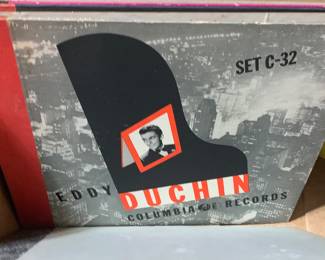 SET C-32
EDDY DUCHIN
COLUMBIA RECORDS